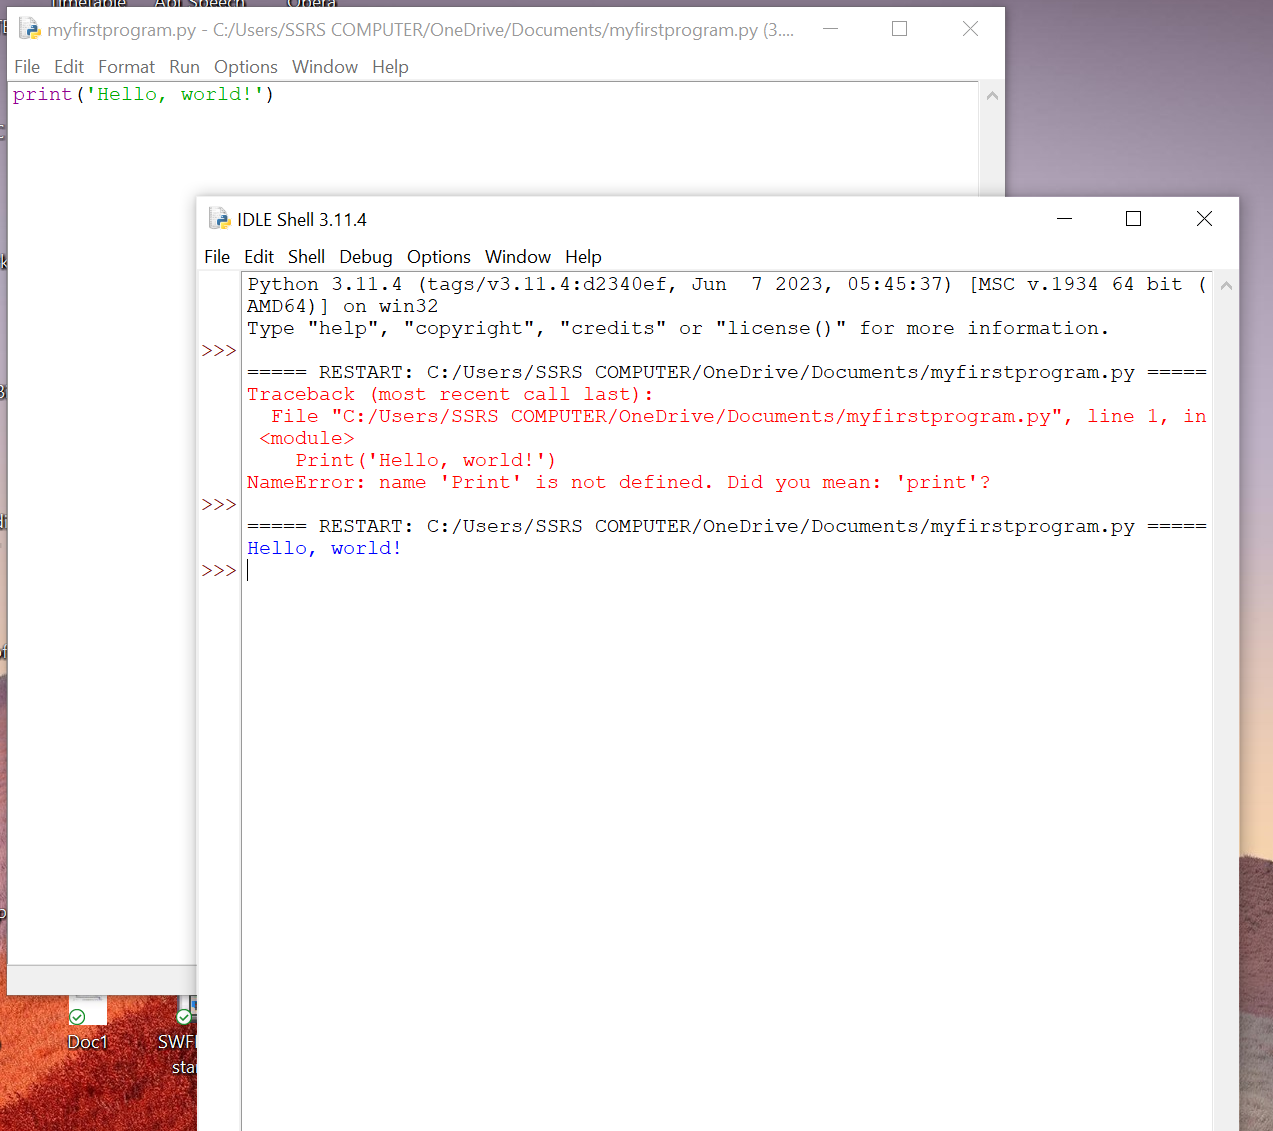 Timetable Apt Speech Opera
myfirstprogram.py - C:/Users/SSRS COMPUTER/OneDrive/Documents/myfirstprogram.py (3....
File Edit Format Run Options Window Help
print('Hello, world!')
IDLE Shell 3.11.4
File Edit Shell Debug Options Window Help
Python 3.11.4 (tags/v3.11.4:d2340ef, Jun  7 2023, 05:45:37) [MSC v.1934 64 bit (
AMD64)] on win32
Type "help", "copyright", "credits" or "license()" for more information.
>>>
===== RESTART: C:/Users/SSRS COMPUTER/OneDrive/Documents/myfirstprogram.py =====
Traceback (most recent call last):
  File "C:/Users/SSRS COMPUTER/OneDrive/Documents/myfirstprogram.py", line 1, in
 <module>
    Print('Hello, world!')
NameError: name 'Print' is not defined. Did you mean: 'print'?
>>>
===== RESTART: C:/Users/SSRS COMPUTER/OneDrive/Documents/myfirstprogram.py =====
Hello, world!
>>>
Doc1